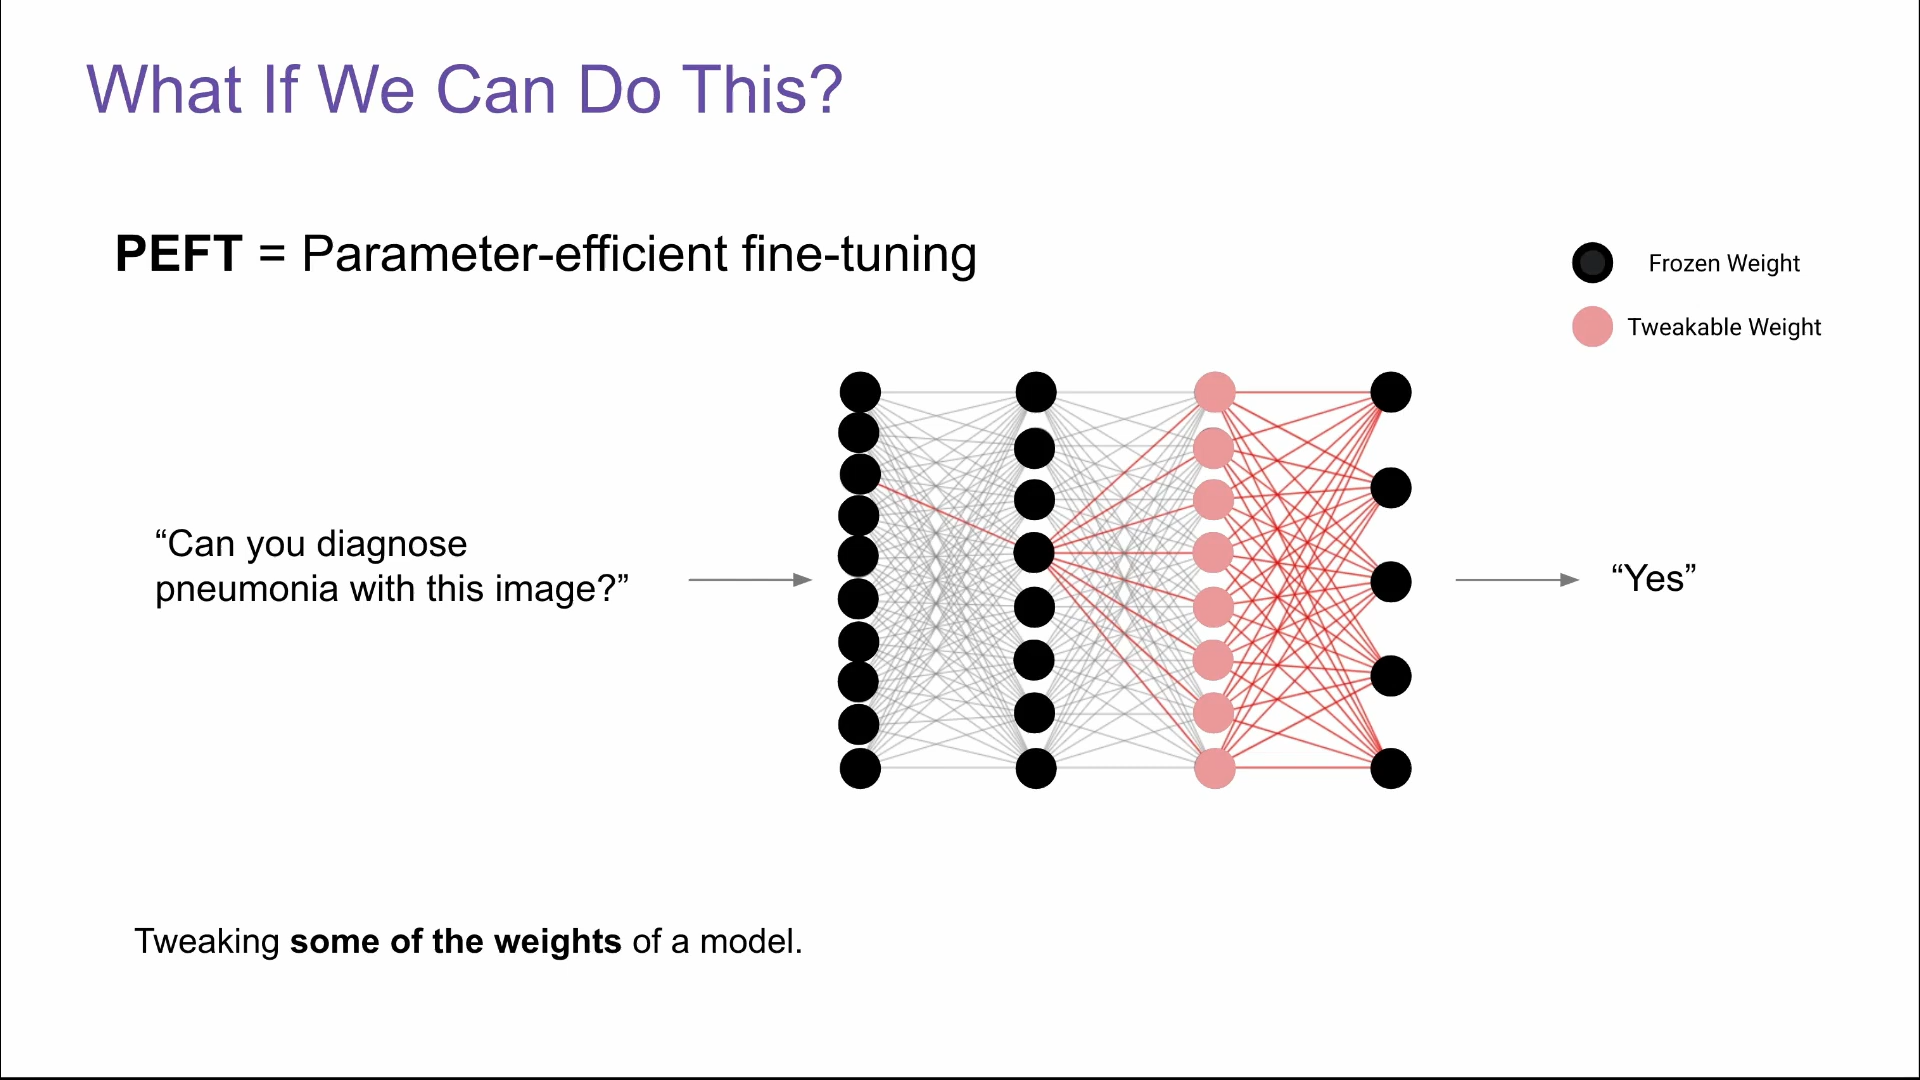 What If We Can Do This?
PEFT = Parameter-efficient fine-tuning
Frozen Weight
Tweakable Weight
“Can you diagnose
pneumonia with this image?”
“Yes”
Tweaking some of the weights of a model.